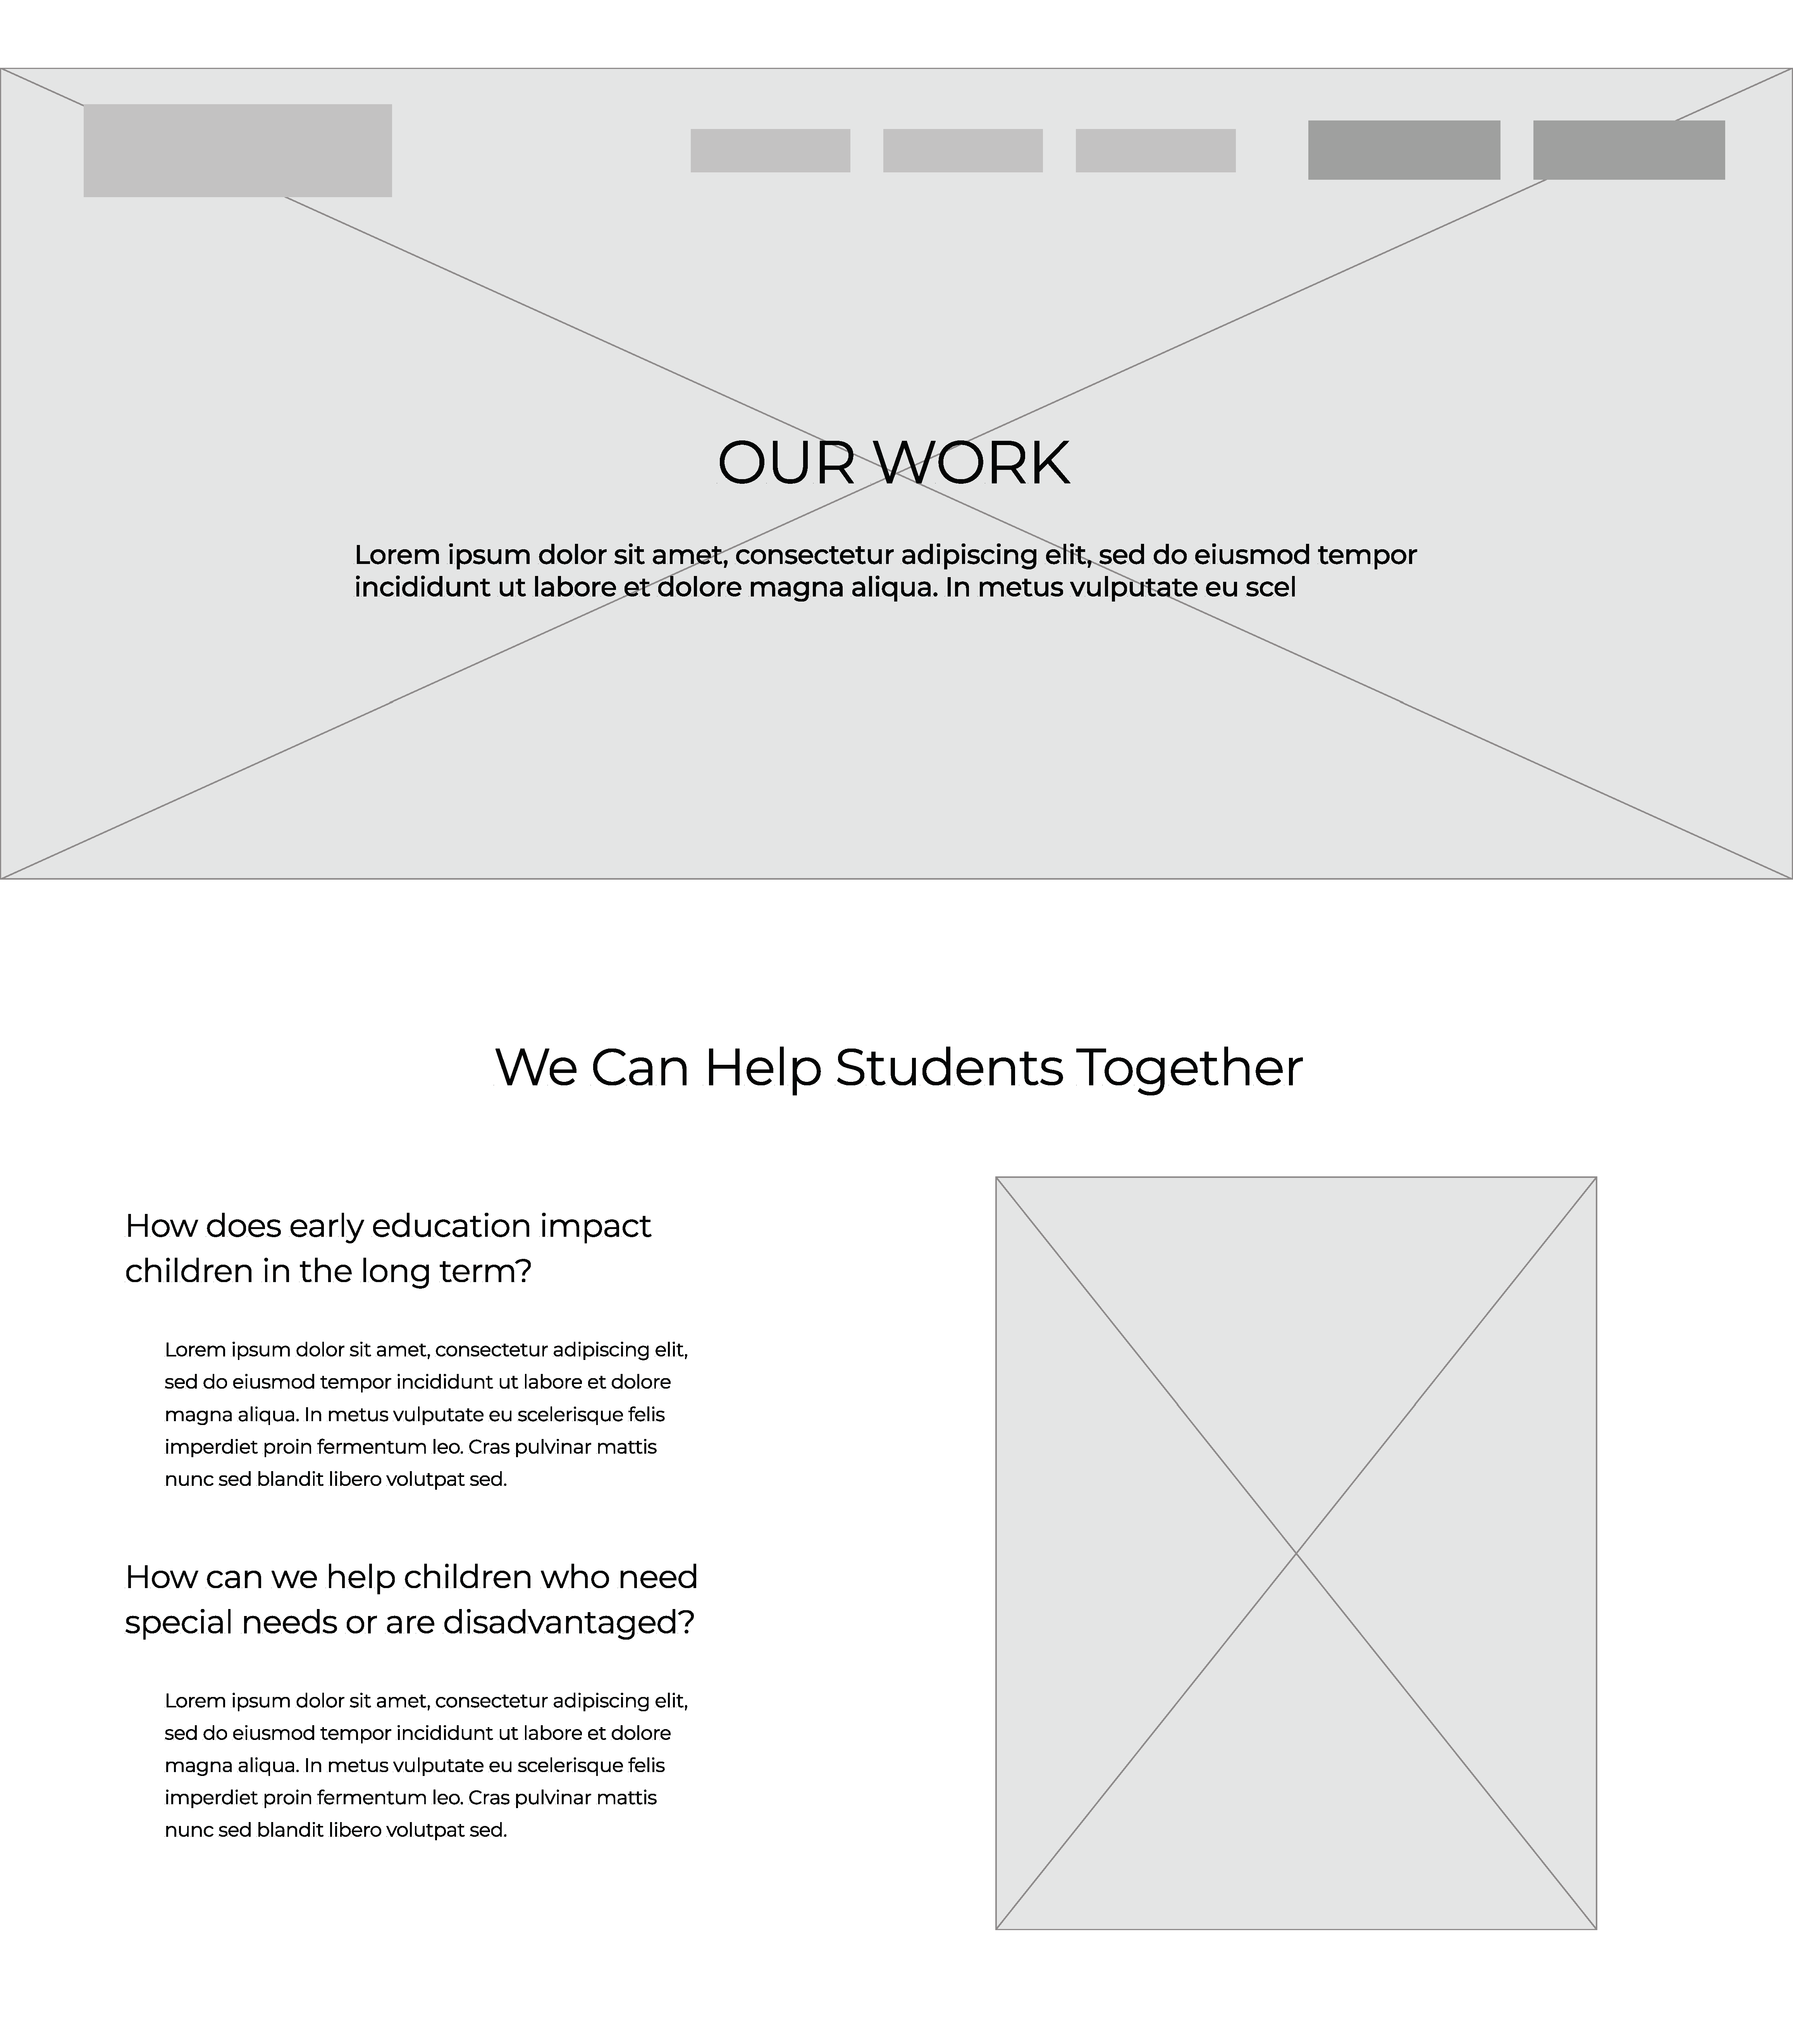 OUR WORK
Lorem ipsum dolor sit amet, consectetur adipiscing elit, sed do eiusmod tempor
incididunt ut labore et dolore magna aliqua. In metus vulputate eu scel
We Can Help Students Together
How does early education impact
children in the long term?
Lorem ipsum dolor sit amet, consectetur adipiscing elit,
sed do eiusmod tempor incididunt ut labore et dolore
magna aliqua. In metus vulputate eu scelerisque felis
imperdiet proin fermentum leo. Cras pulvinar mattis
nunc sed blandit libero volutpat sed.
How can we help children who need
special needs or are disadvantaged?
Lorem ipsum dolor sit amet, consectetur adipiscing elit,
sed do eiusmod tempor incididunt ut labore et dolore
magna aliqua. In metus vulputate eu scelerisque felis
imperdiet proin fermentum leo. Cras pulvinar mattis
nunc sed blandit libero volutpat sed.